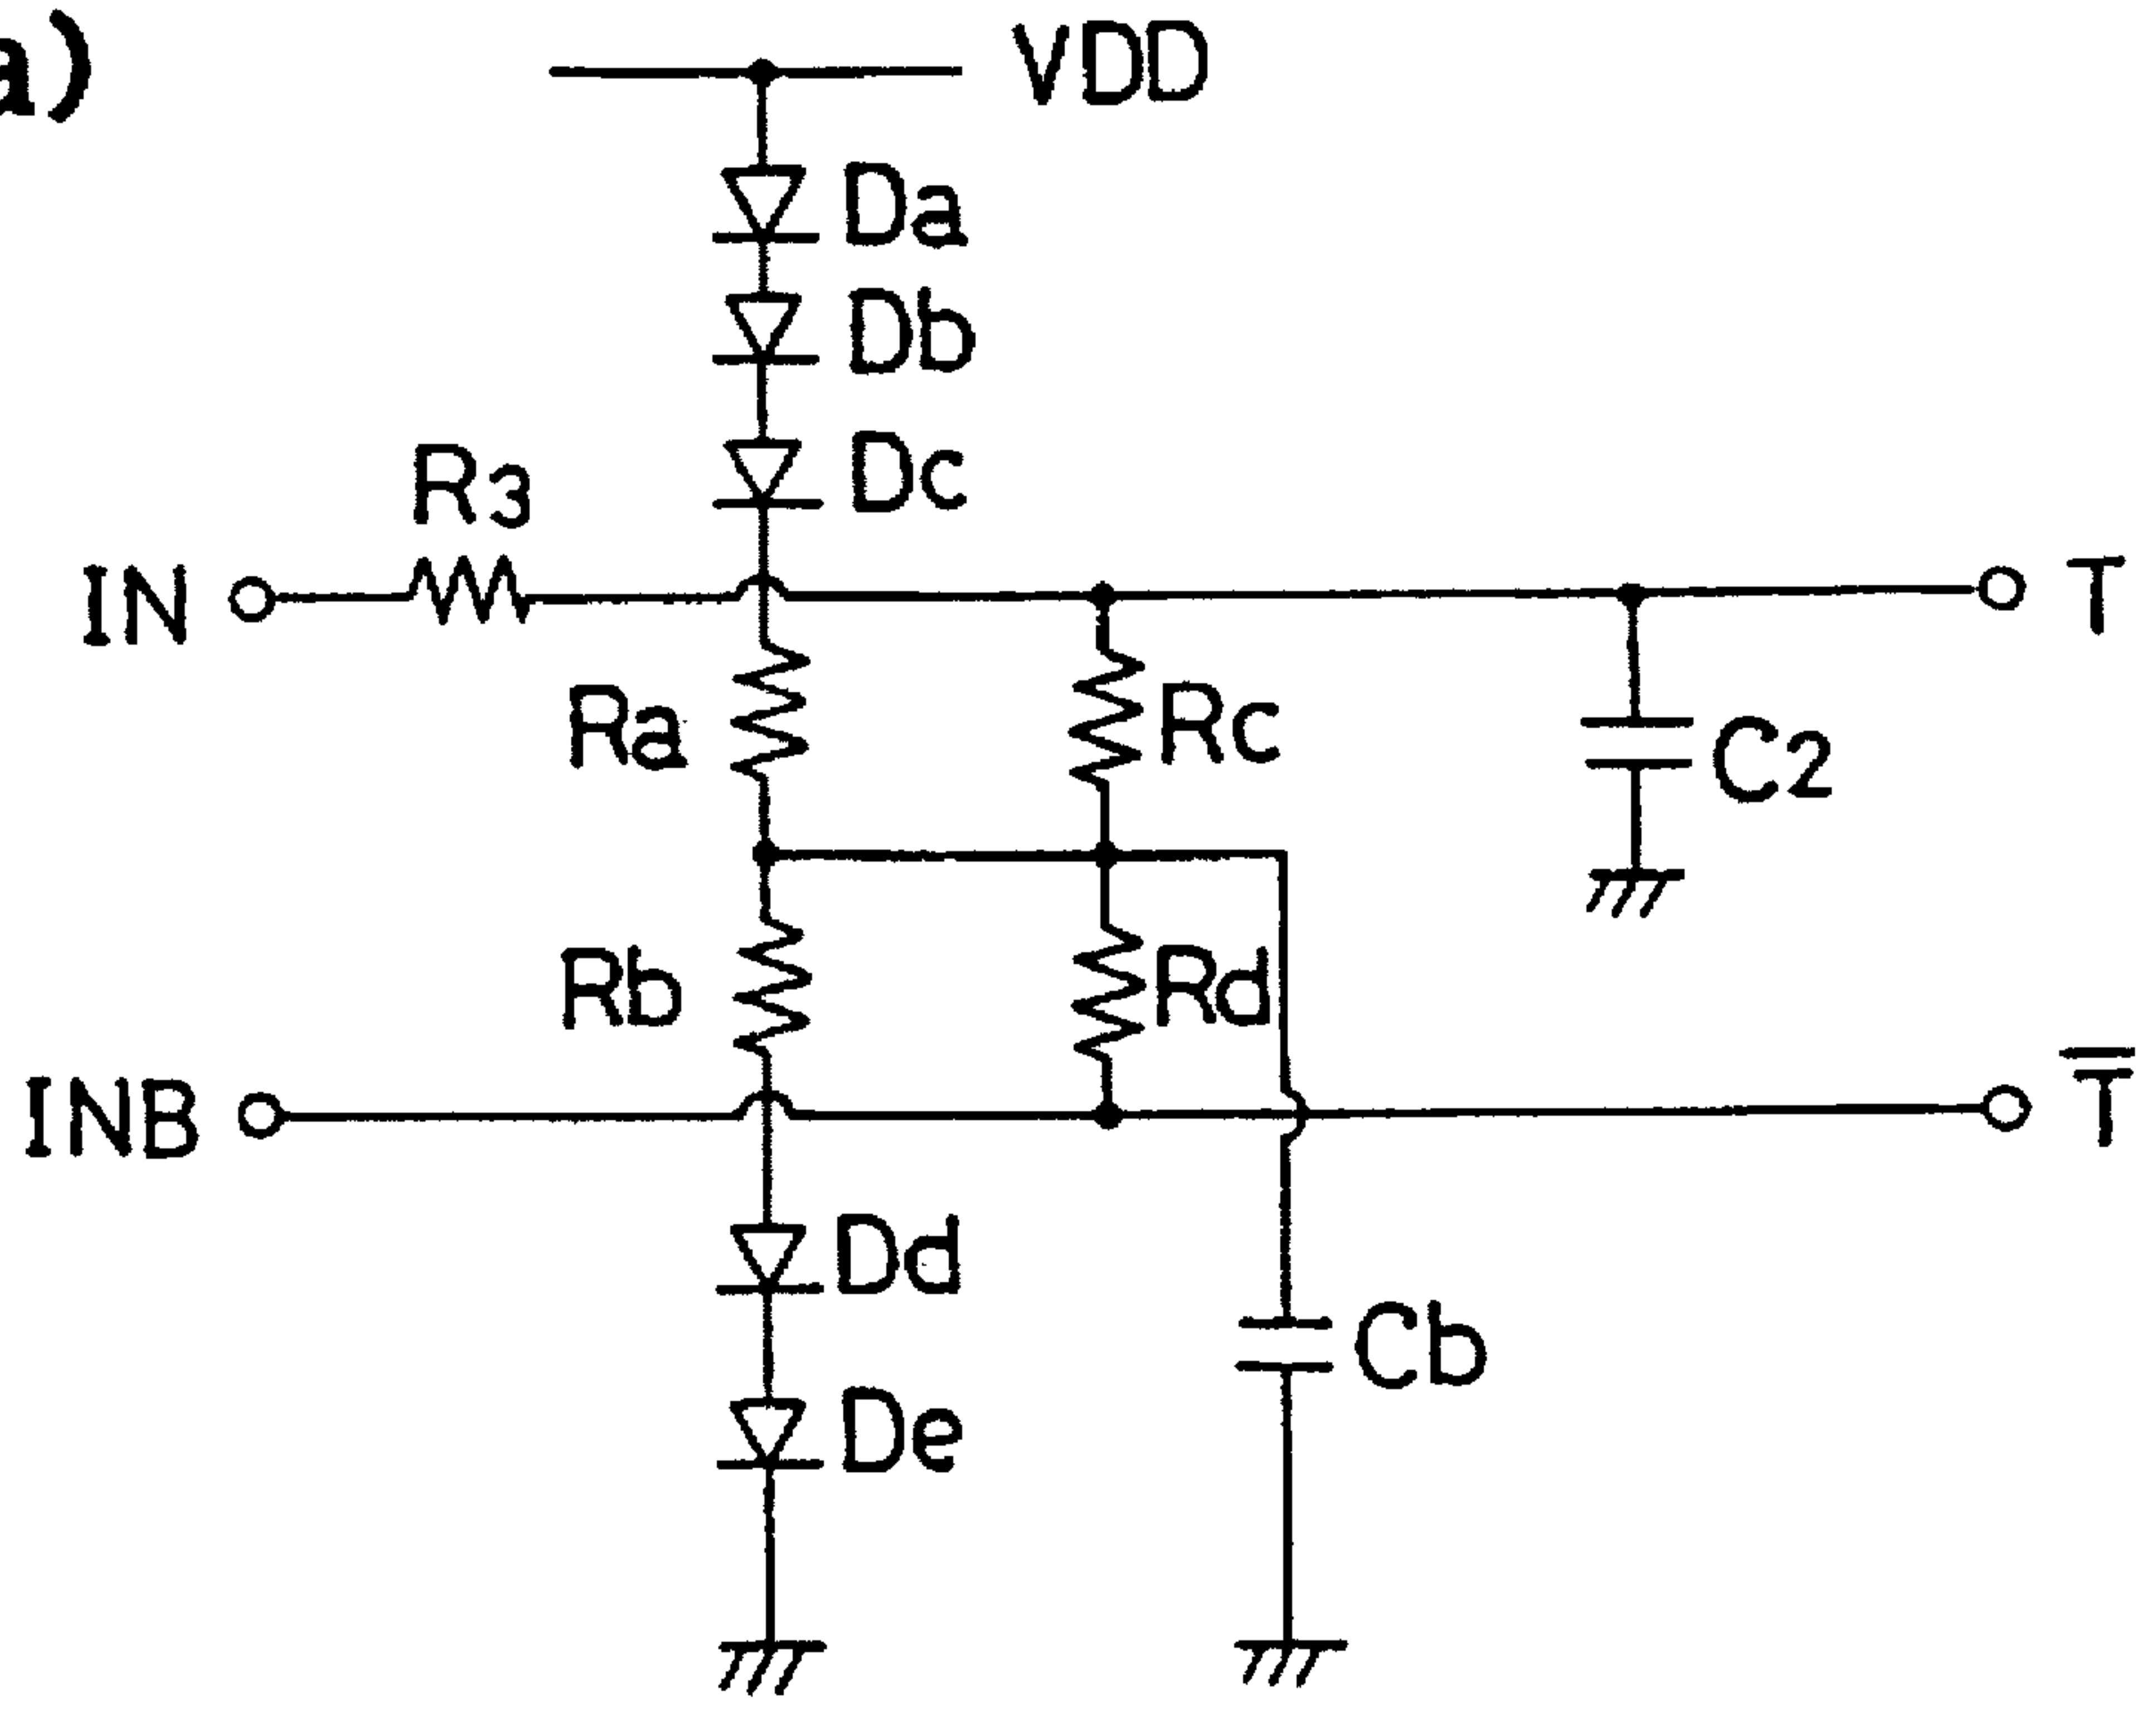 a)
VDD
Da
Db
Dc
R3
IN
T
Ra
Rc
C2
Rb
Rd
INB
T̅
Dd
Cb
De